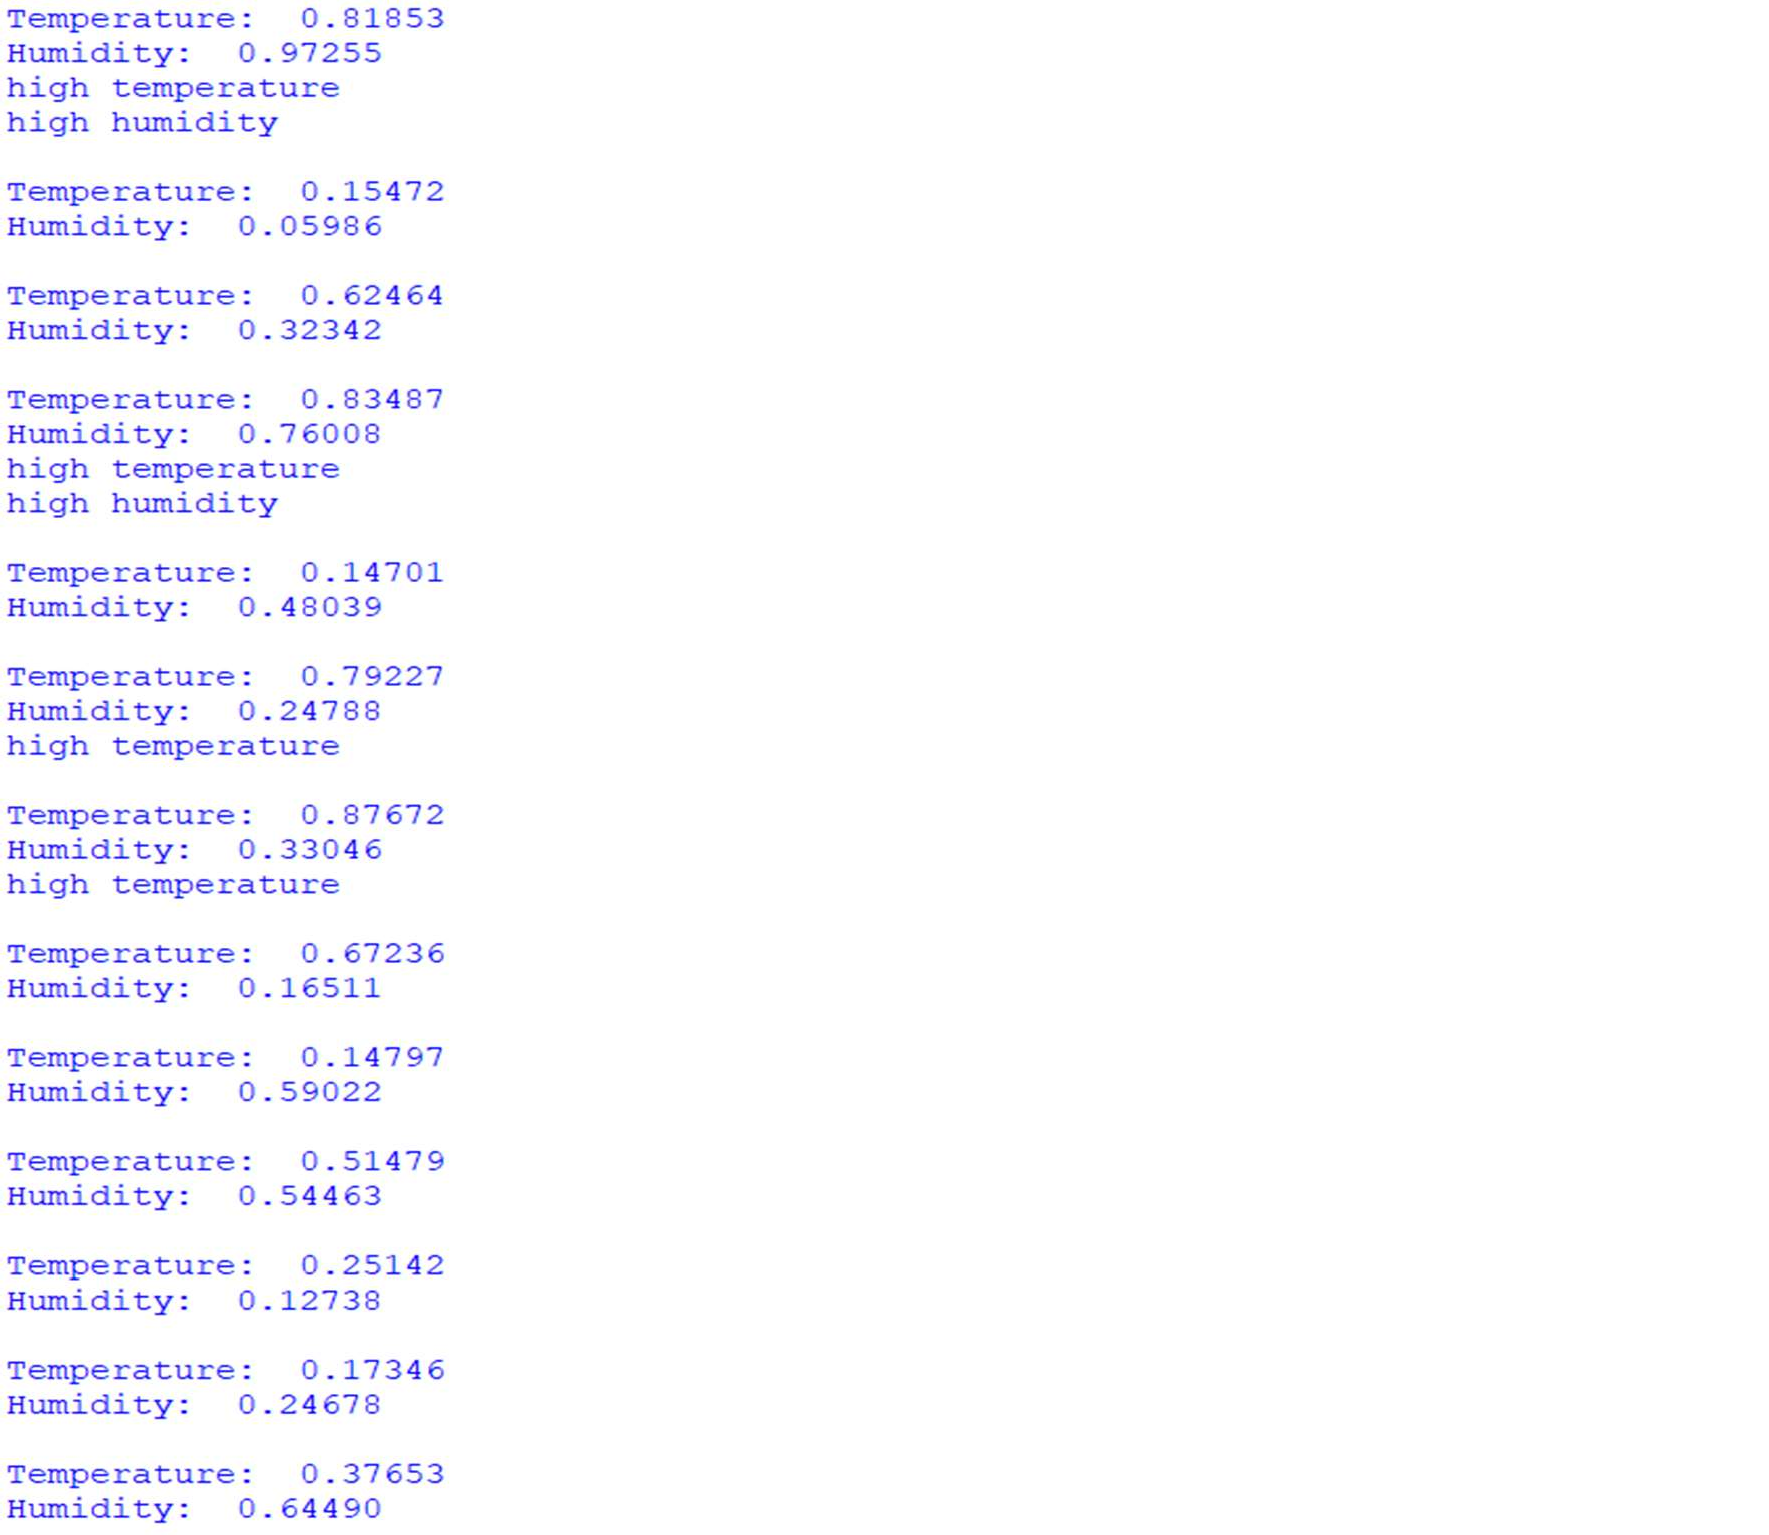 Temperature:  0.81853
Humidity:  0.97255
high temperature
high humidity

Temperature:  0.15472
Humidity:  0.05986

Temperature:  0.62464
Humidity:  0.32342

Temperature:  0.83487
Humidity:  0.76008
high temperature
high humidity

Temperature:  0.14701
Humidity:  0.48039

Temperature:  0.79227
Humidity:  0.24788
high temperature

Temperature:  0.87672
Humidity:  0.33046
high temperature

Temperature:  0.67236
Humidity:  0.16511

Temperature:  0.14797
Humidity:  0.59022

Temperature:  0.51479
Humidity:  0.54463

Temperature:  0.25142
Humidity:  0.12738

Temperature:  0.17346
Humidity:  0.24678

Temperature:  0.37653
Humidity:  0.64490